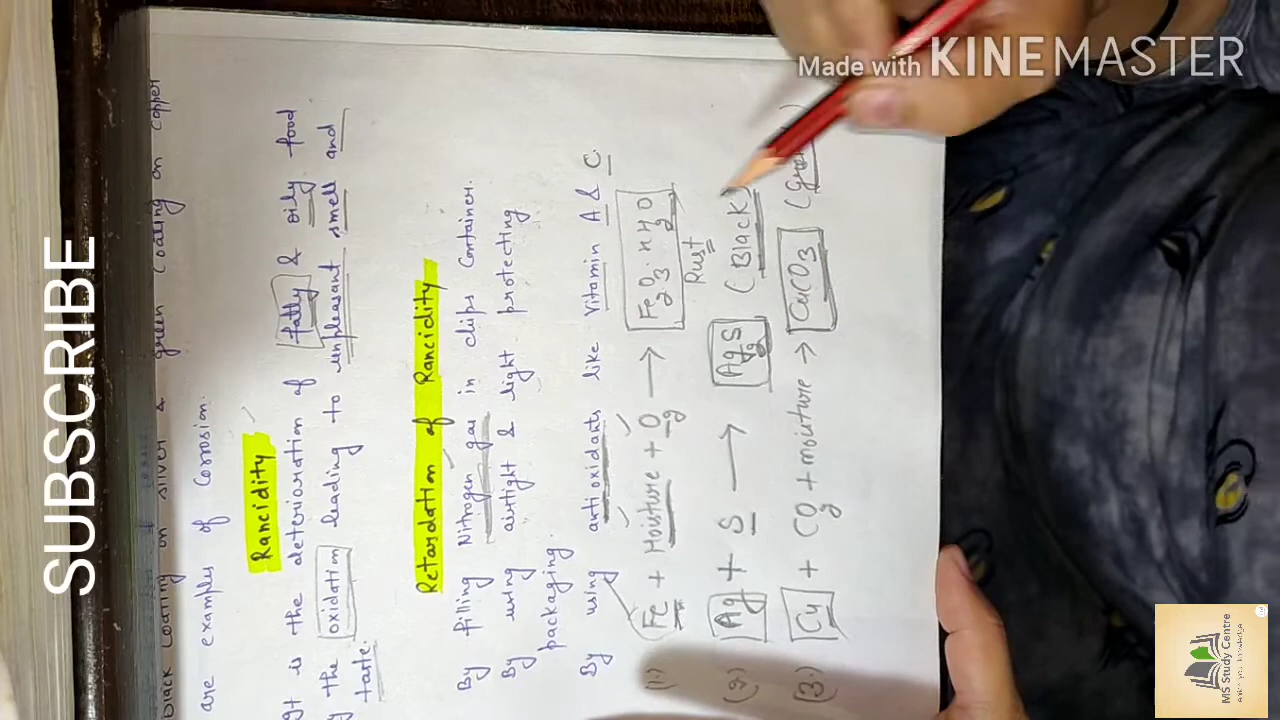 black coating on silver & green coating on copper
are examples of Corrosion.
Rancidity
It is the deterioration of fatty & oily food
the oxidation leading to unpleasant smell and
taste.
Retardation of Rancidity
By filling Nitrogen gas in chips Container.
By using airtight & light protecting
packaging.
By using antioxidants like Vitamin A & C.
(1.) Fe + Moisture + O2 → Fe2O3.xH2O
Rust
(2.) Ag + S → Ag2S (Black)
(3.) Cu + CO2 + moisture → CuCO3
SUBSCRIBE
Made with KINEMASTER
MS Study Centre